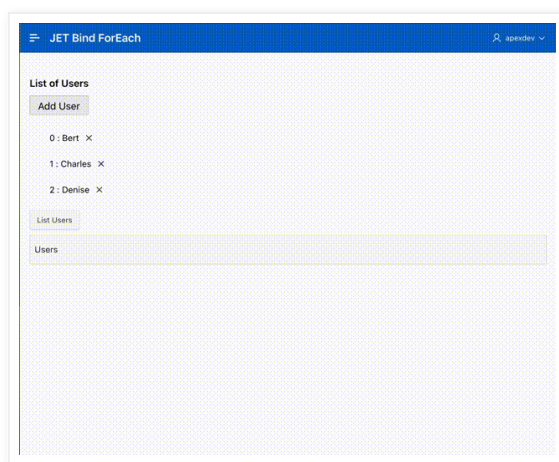 JET Bind ForEach
apexdev
List of Users
Add User
0 : Bert
1 : Charles
2 : Denise
List Users
Users